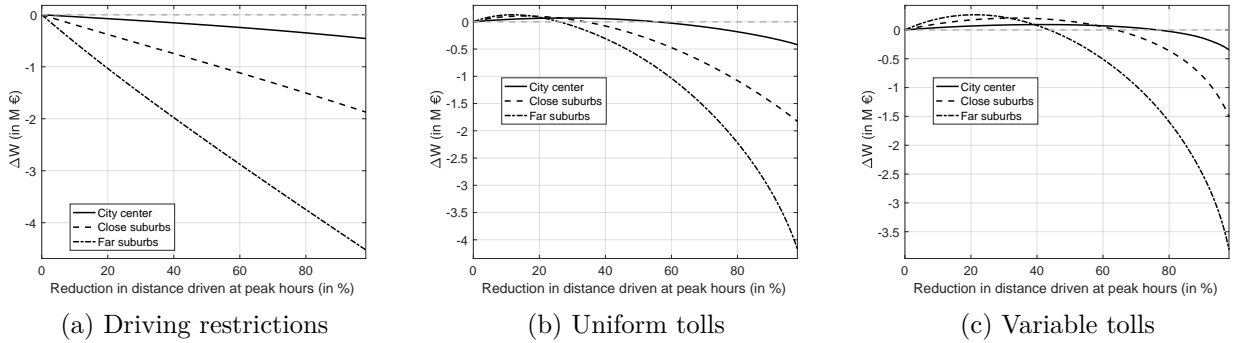 0
-1
-2
-3
-4
ΔW (in M €)
City center
Close suburbs
Far suburbs
0 20 40 60 80
Reduction in distance driven at peak hours (in %)
(a) Driving restrictions
0.5
0
-0.5
-1
-1.5
-2
-2.5
-3
-3.5
-4
ΔW (in M €)
City center
Close suburbs
Far suburbs
0 20 40 60 80
Reduction in distance driven at peak hours (in %)
(b) Uniform tolls
0.5
0
-0.5
-1
-1.5
-2
-2.5
-3
-3.5
ΔW (in M €)
City center
Close suburbs
Far suburbs
0 20 40 60 80
Reduction in distance driven at peak hours (in %)
(c) Variable tolls